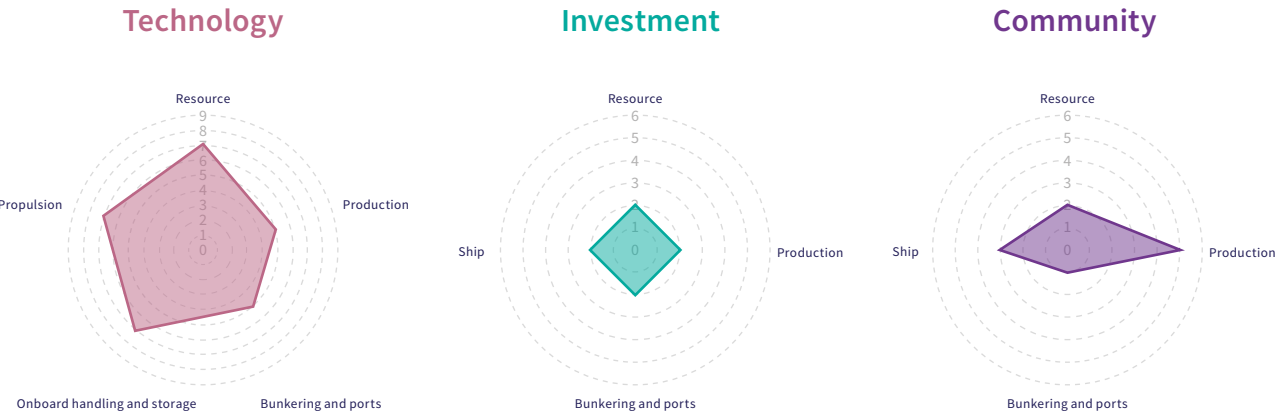 Technology
Investment
Community
Resource
9
8
7
6
5
4
3
2
1
0
Propulsion
Production
Onboard handling and storage
Bunkering and ports
Resource
6
5
4
3
2
1
0
Ship
Production
Bunkering and ports
Resource
6
5
4
3
2
1
0
Ship
Production
Bunkering and ports